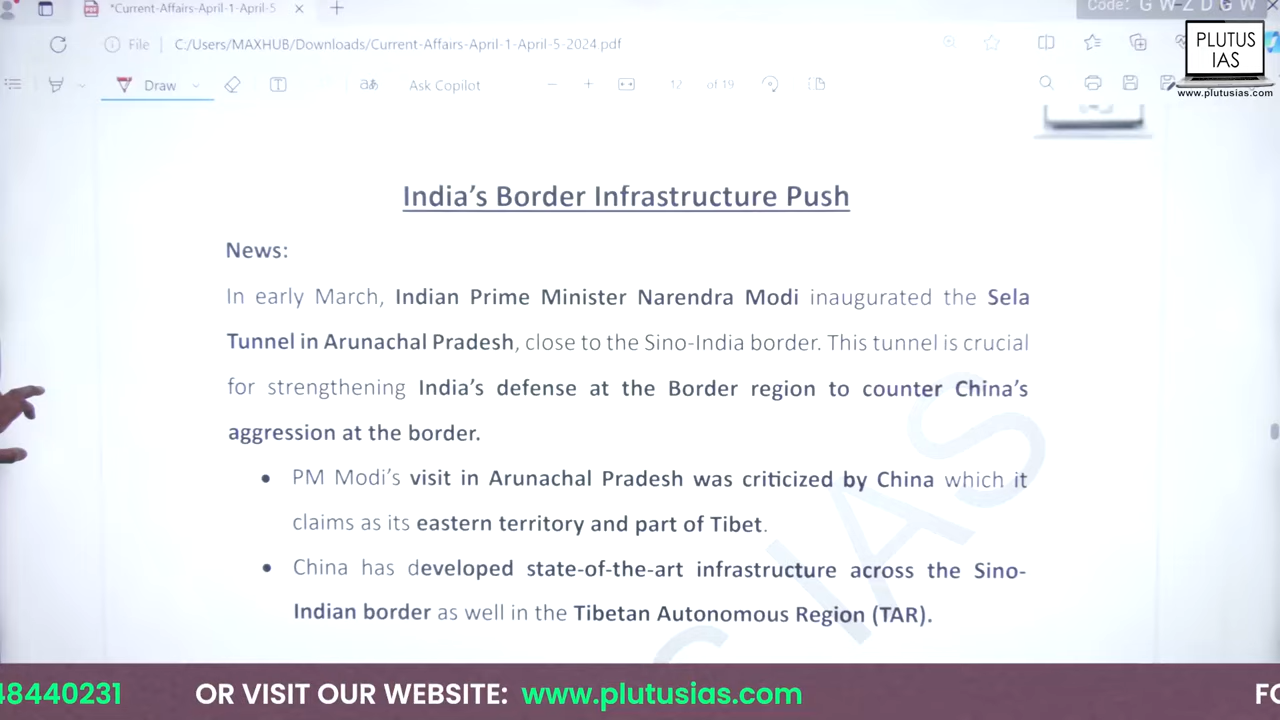 *Current-Affairs-April-1-April-5
Code: G W-Z D G W
File C:/Users/MAXHUB/Downloads/Current-Affairs-April-1-April-5-2024.pdf
PLUTUS
IAS
www.plutusias.com
Draw Ask Copilot 12 of 19
India's Border Infrastructure Push
News:
In early March, Indian Prime Minister Narendra Modi inaugurated the Sela
Tunnel in Arunachal Pradesh, close to the Sino-India border. This tunnel is crucial
for strengthening India's defense at the Border region to counter China's
aggression at the border.
• PM Modi's visit in Arunachal Pradesh was criticized by China which it
claims as its eastern territory and part of Tibet.
• China has developed state-of-the-art infrastructure across the Sino-
Indian border as well in the Tibetan Autonomous Region (TAR).
S IAS
48440231 OR VISIT OUR WEBSITE: www.plutusias.com FO